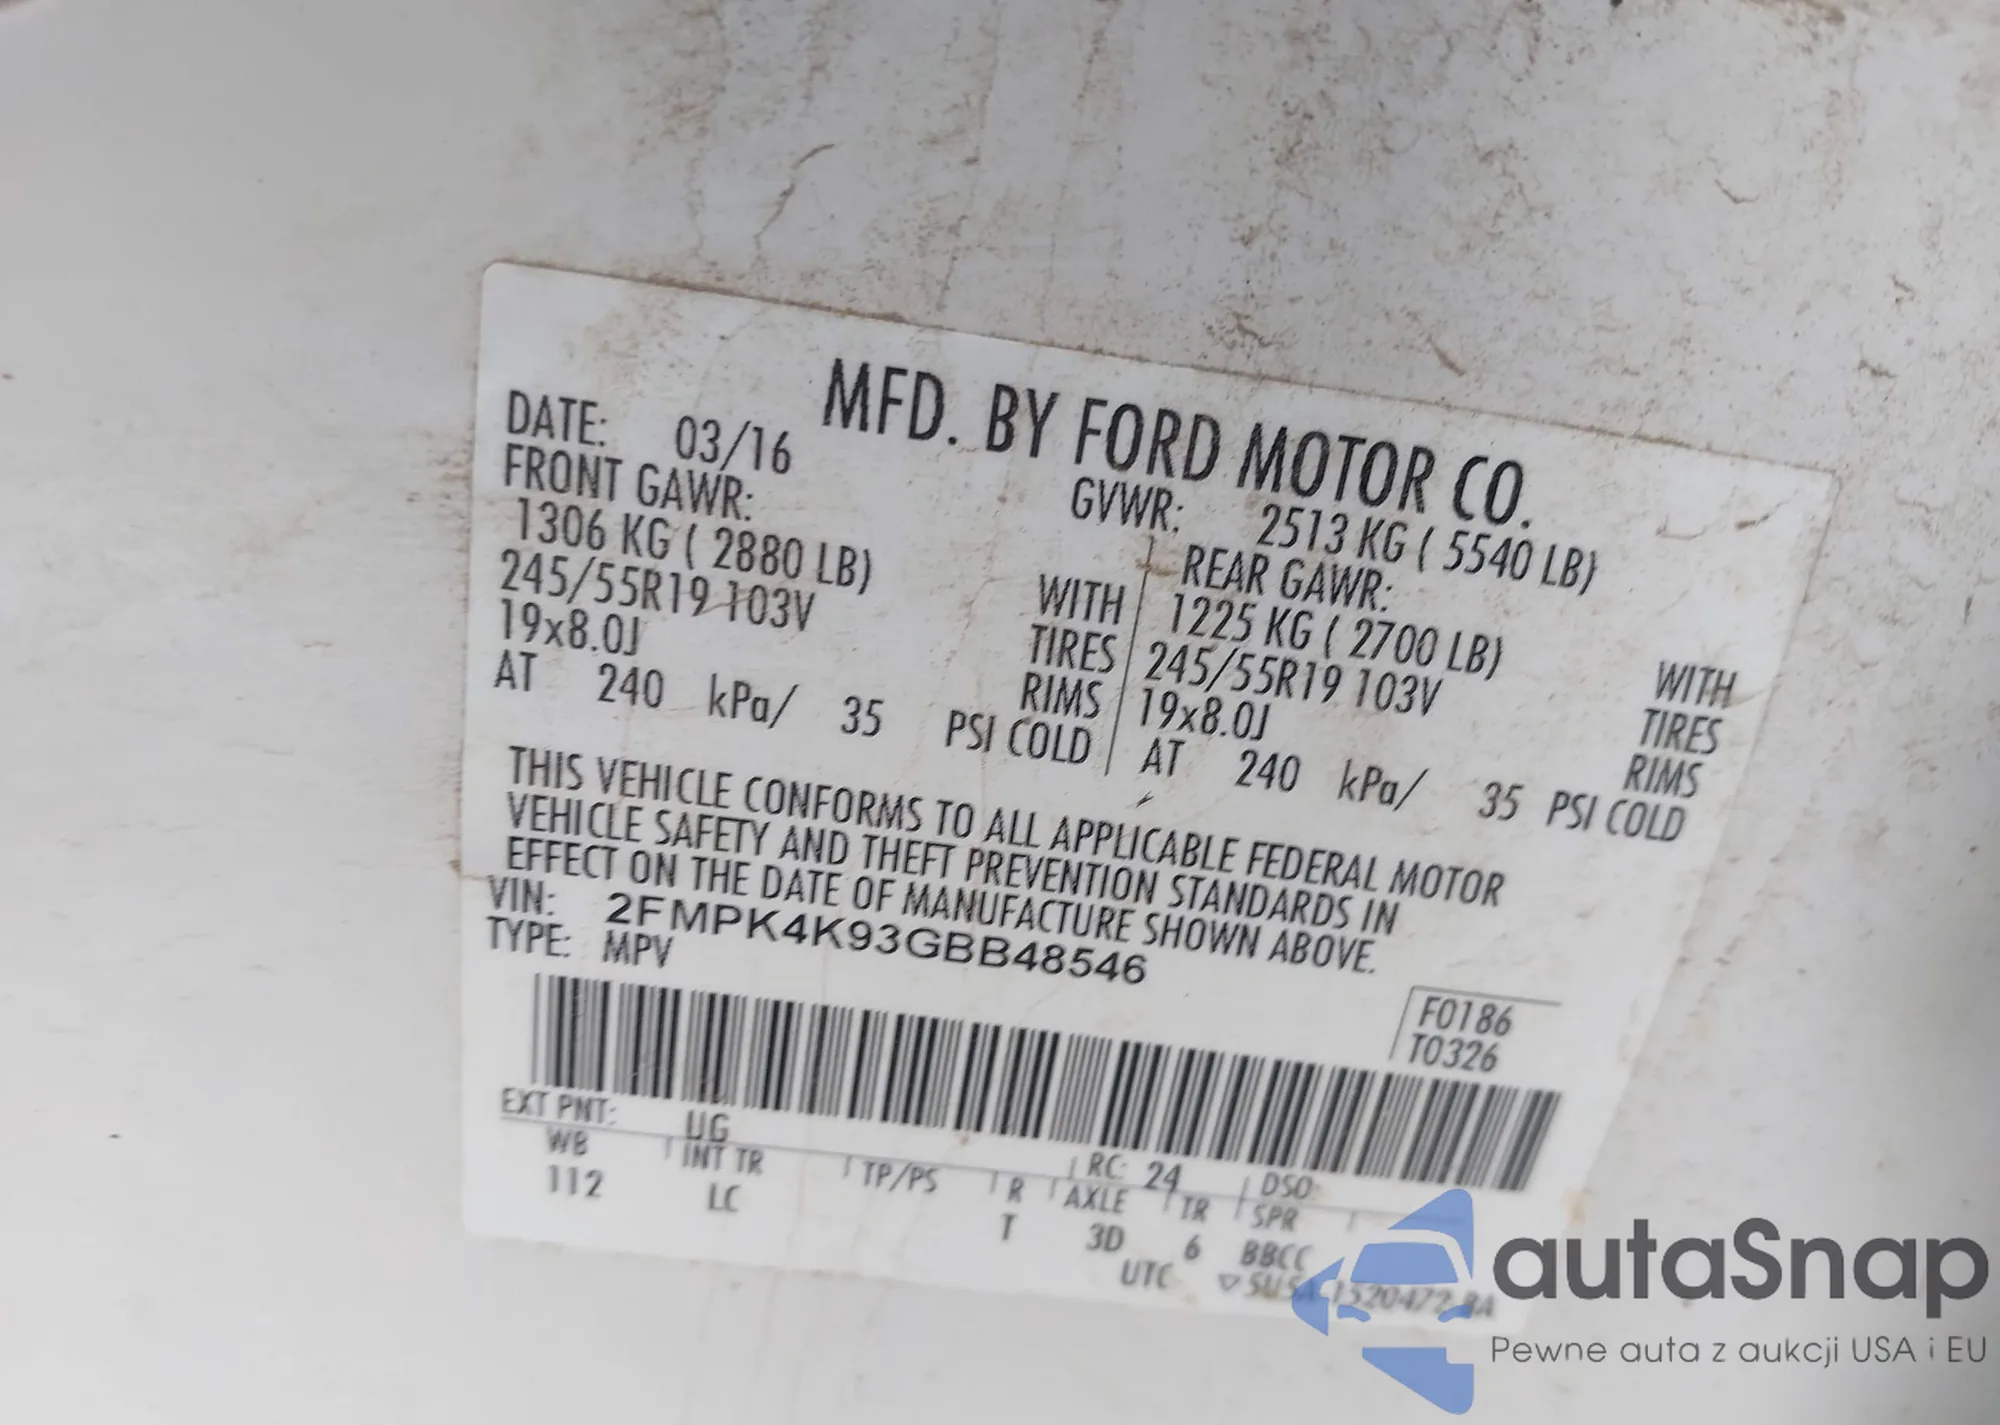 MFD. BY FORD MOTOR CO.
DATE: 03/16
GVWR: 2513 KG ( 5540 LB)
FRONT GAWR:
1306 KG ( 2880 LB) WITH
245/55R19 103V TIRES
19x8.0J RIMS
AT 240 kPa/ 35 PSI COLD
REAR GAWR:
1225 KG ( 2700 LB) WITH
245/55R19 103V TIRES
19x8.0J RIMS
AT 240 kPa/ 35 PSI COLD
THIS VEHICLE CONFORMS TO ALL APPLICABLE FEDERAL MOTOR
VEHICLE SAFETY AND THEFT PREVENTION STANDARDS IN
EFFECT ON THE DATE OF MANUFACTURE SHOWN ABOVE.
VIN: 2FMPK4K93GBB48546
TYPE: MPV
F0186
T0326
EXT PNT: UG RC: 24 DSO:
WB INT TR TP/PS R AXLE TR SPR
112 LC T 3D 6 BBCC
UTC
autaSnap
Pewne auta z aukcji USA i EU